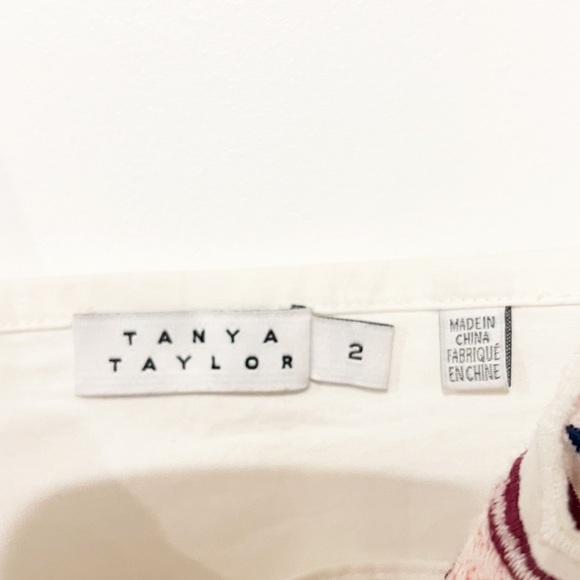 TANYA
TAYLOR
2
MADE IN
CHINA
FABRIQUÉ
EN CHINE